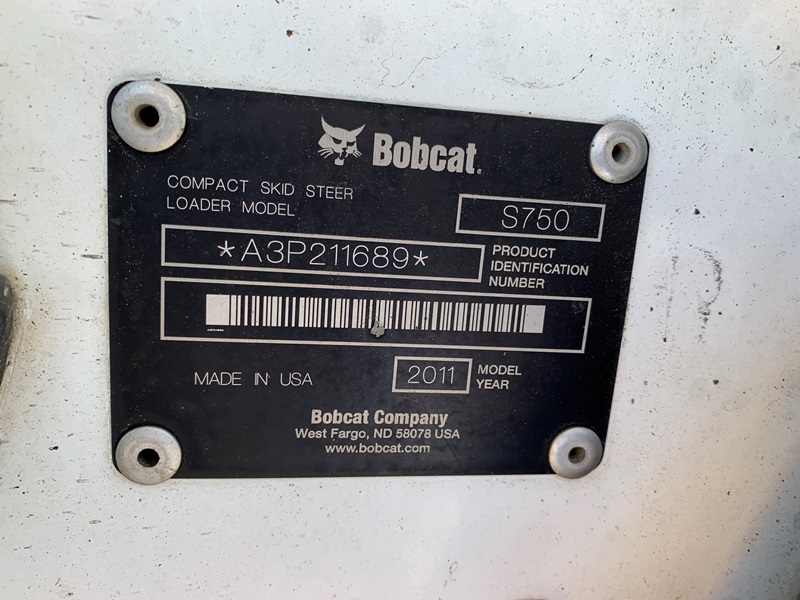 Bobcat.
COMPACT SKID STEER
LOADER MODEL
S750
*A3P211689*
PRODUCT
IDENTIFICATION
NUMBER
MADE IN USA
2011
MODEL
YEAR
Bobcat Company
West Fargo, ND 58078 USA
www.bobcat.com